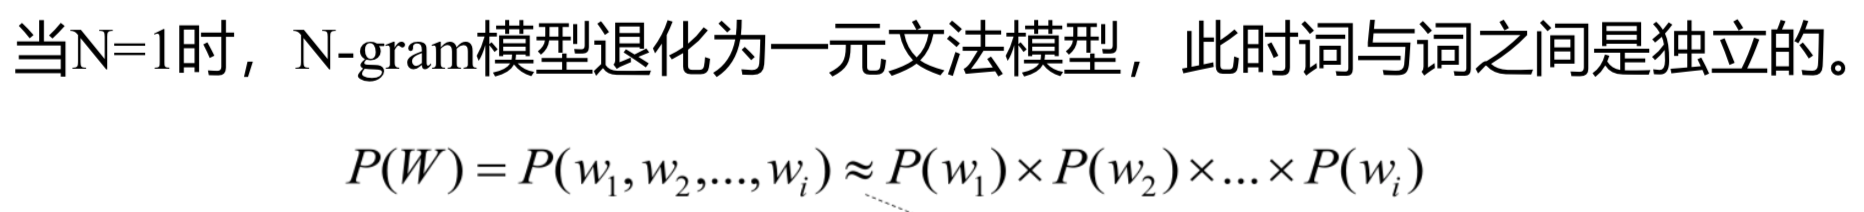 当N=1时，N-gram模型退化为一元文法模型，此时词与词之间是独立的。
P(W) = P(w₁,w₂,...,wᵢ) ≈ P(w₁)×P(w₂)×...×P(wᵢ)